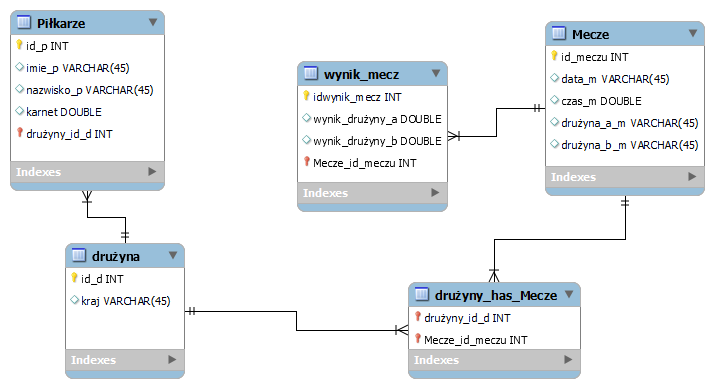 Piłkarze
id_p INT
imie_p VARCHAR(45)
nazwisko_p VARCHAR(45)
karnet DOUBLE
drużyny_id_d INT
Indexes
wynik_mecz
idwynik_mecz INT
wynik_drużyny_a DOUBLE
wynik_drużyny_b DOUBLE
Mecze_id_meczu INT
Indexes
Mecze
id_meczu INT
data_m VARCHAR(45)
czas_m DOUBLE
drużyna_a_m VARCHAR(45)
drużyna_b_m VARCHAR(45)
Indexes
drużyna
id_d INT
kraj VARCHAR(45)
Indexes
drużyny_has_Mecze
drużyny_id_d INT
Mecze_id_meczu INT
Indexes